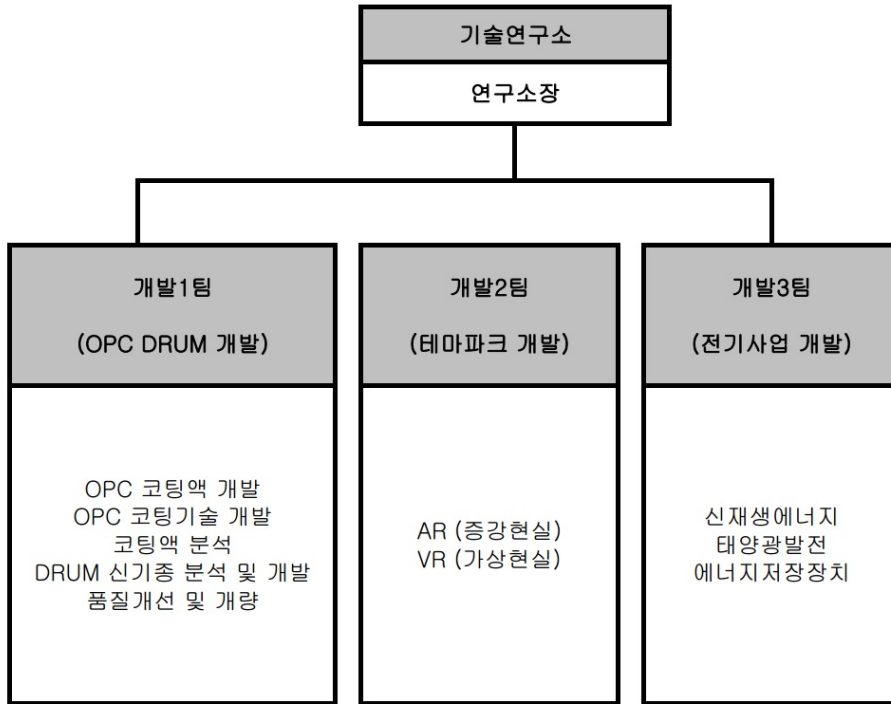 기술연구소
연구소장
개발1팀
(OPC DRUM 개발)
개발2팀
(테마파크 개발)
개발3팀
(전기사업 개발)
OPC 코팅액 개발
OPC 코팅기술 개발
코팅액 분석
DRUM 신기종 분석 및 개발
품질개선 및 개량
AR (증강현실)
VR (가상현실)
신재생에너지
태양광발전
에너지저장장치